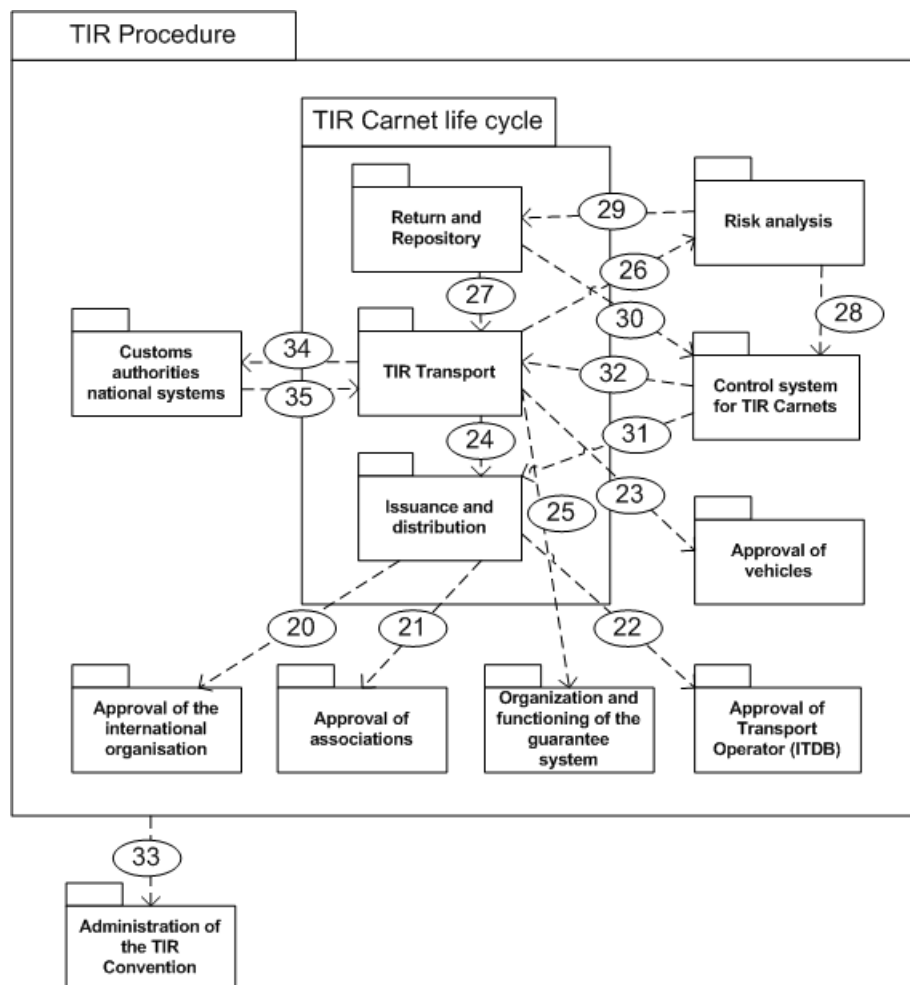 TIR Procedure
TIR Carnet life cycle
Return and
Repository
29
Risk analysis
26
27
30
28
Customs
authorities
national systems
34
35
TIR Transport
32
Control system
for TIR Carnets
24
31
Issuance and
distribution
25
23
Approval of
vehicles
20
21
22
Approval of the
international
organisation
Approval of
associations
Organization and
functioning of the
guarantee
system
Approval of
Transport
Operator (ITDB)
33
Administration of
the TIR
Convention